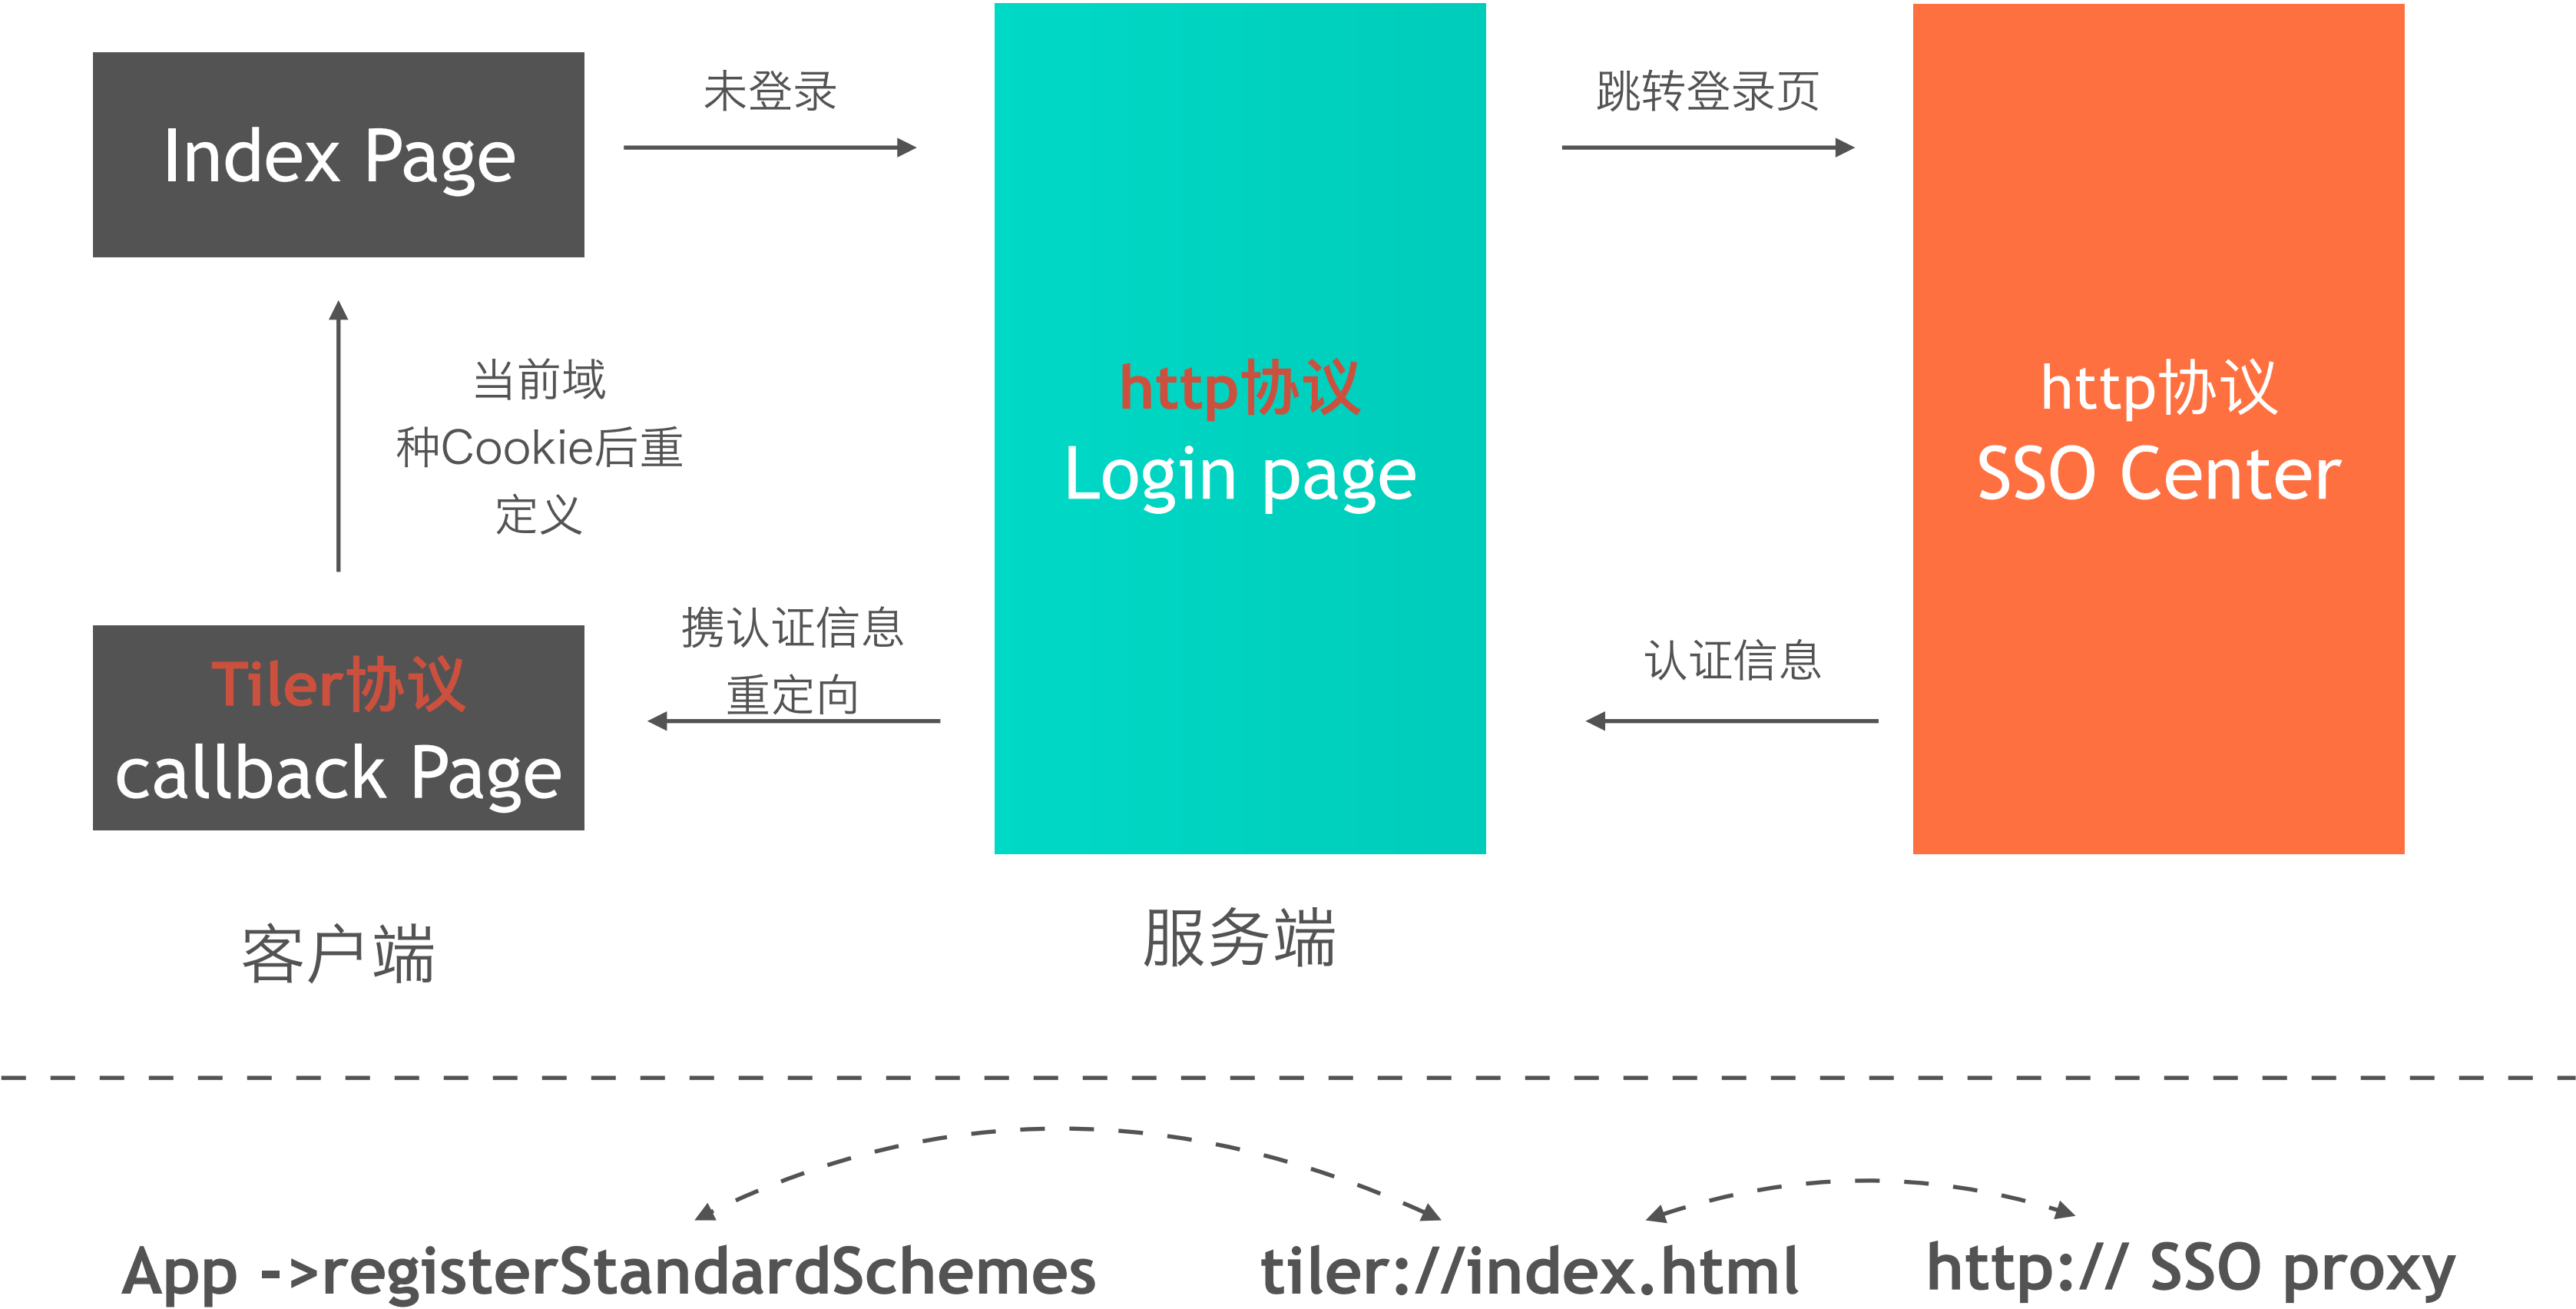 Index Page
未登录
跳转登录页
当前域
种Cookie后重
定义
http协议
Login page
http协议
SSO Center
携认证信息
重定向
认证信息
Tiler协议
callback Page
客户端
服务端
App ->registerStandardSchemes
tiler://index.html
http:// SSO proxy